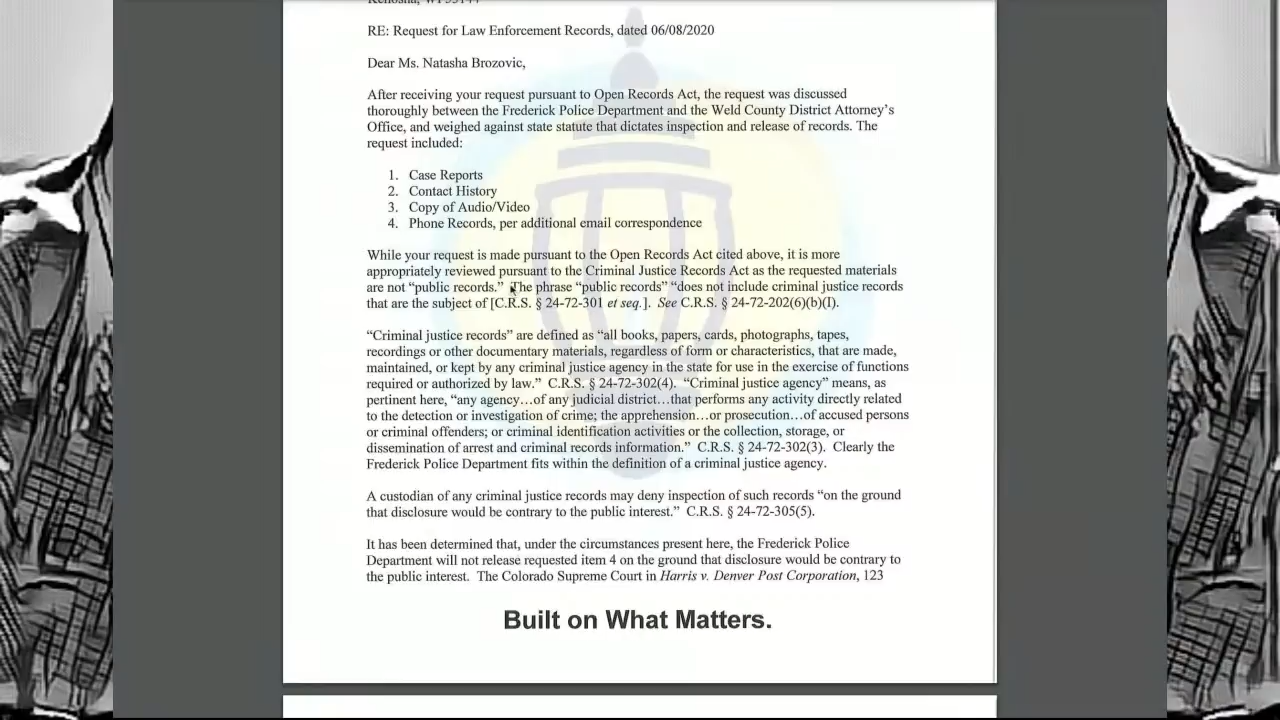 RE: Request for Law Enforcement Records, dated 06/08/2020
Dear Ms. Natasha Brozovic,
After receiving your request pursuant to Open Records Act, the request was discussed
thoroughly between the Frederick Police Department and the Weld County District Attorney's
Office, and weighed against state statute that dictates inspection and release of records. The
request included:
1. Case Reports
2. Contact History
3. Copy of Audio/Video
4. Phone Records, per additional email correspondence
While your request is made pursuant to the Open Records Act cited above, it is more
appropriately reviewed pursuant to the Criminal Justice Records Act as the requested materials
are not “public records.” The phrase “public records” “does not include criminal justice records
that are the subject of [C.R.S. § 24-72-301 et seq.]. See C.R.S. § 24-72-202(6)(b)(I).
“Criminal justice records” are defined as “all books, papers, cards, photographs, tapes,
recordings or other documentary materials, regardless of form or characteristics, that are made,
maintained, or kept by any criminal justice agency in the state for use in the exercise of functions
required or authorized by law.” C.R.S. § 24-72-302(4). “Criminal justice agency” means, as
pertinent here, “any agency…of any judicial district…that performs any activity directly related
to the detection or investigation of crime; the apprehension…or prosecution…of accused persons
or criminal offenders; or criminal identification activities or the collection, storage, or
dissemination of arrest and criminal records information.” C.R.S. § 24-72-302(3). Clearly the
Frederick Police Department fits within the definition of a criminal justice agency.
A custodian of any criminal justice records may deny inspection of such records “on the ground
that disclosure would be contrary to the public interest.” C.R.S. § 24-72-305(5).
It has been determined that, under the circumstances present here, the Frederick Police
Department will not release requested item 4 on the ground that disclosure would be contrary to
the public interest. The Colorado Supreme Court in Harris v. Denver Post Corporation, 123
Built on What Matters.